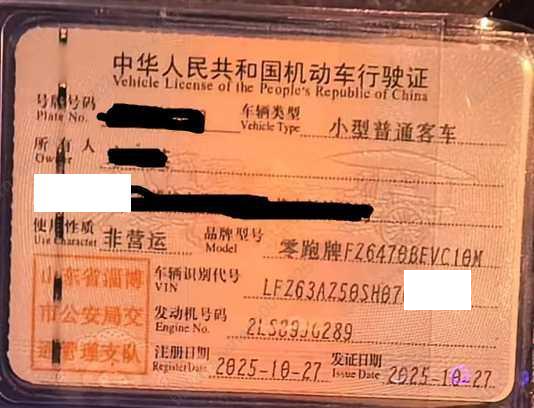 中华人民共和国机动车行驶证
Vehicle License of the People's Republic of China
号牌号码
Plate No.
车辆类型 小型普通客车
Vehicle Type
所有人
Owner
使用性质 非营运
Use Character
品牌型号 零跑牌FZ6470BEVC10M
Model
车辆识别代号 LFZ63AZ50SH07
VIN
发动机号码
Engine No.
山东省淄博
市公安局交
通管理支队
注册日期 2025-10-27
Register Date
发证日期 2025-10-27
Issue Date